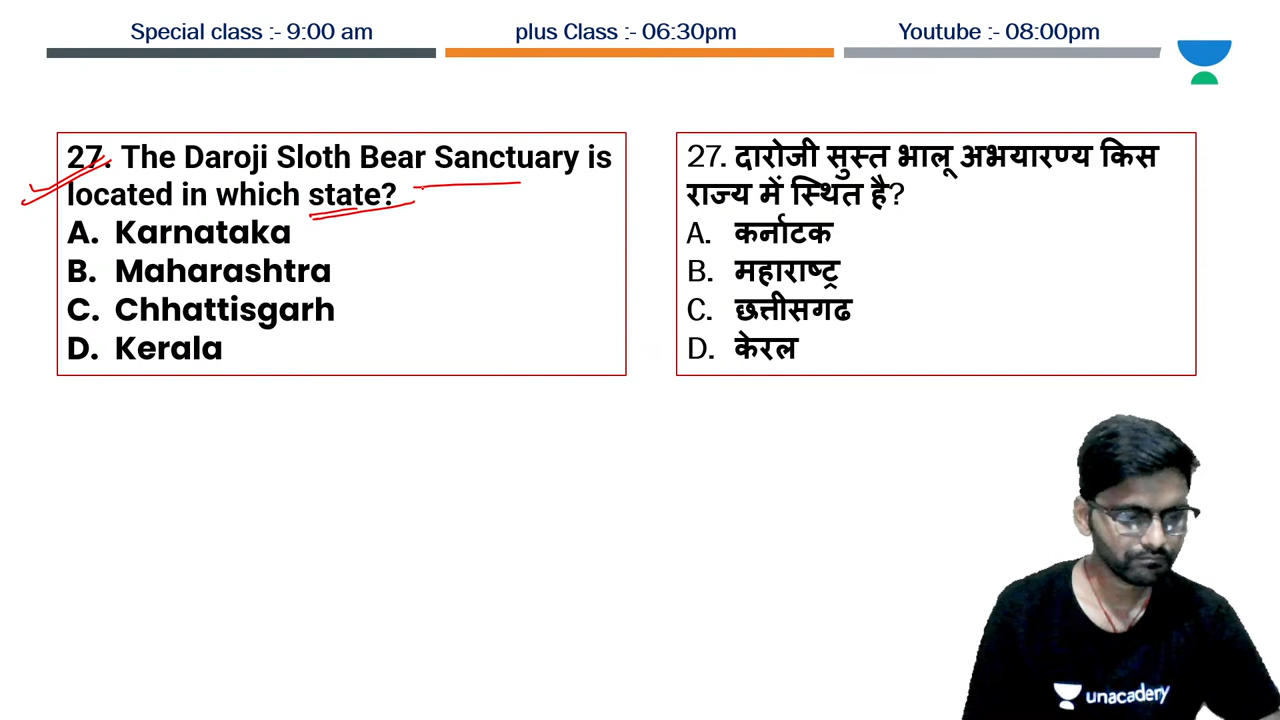 Special class :- 9:00 am
plus Class :- 06:30pm
Youtube :- 08:00pm
27. The Daroji Sloth Bear Sanctuary is
located in which state?
A. Karnataka
B. Maharashtra
C. Chhattisgarh
D. Kerala
27. दारोजी सुस्त भालू अभयारण्य किस
राज्य में स्थित है?
A. कर्नाटक
B. महाराष्ट्र
C. छत्तीसगढ
D. केरल
unacadery